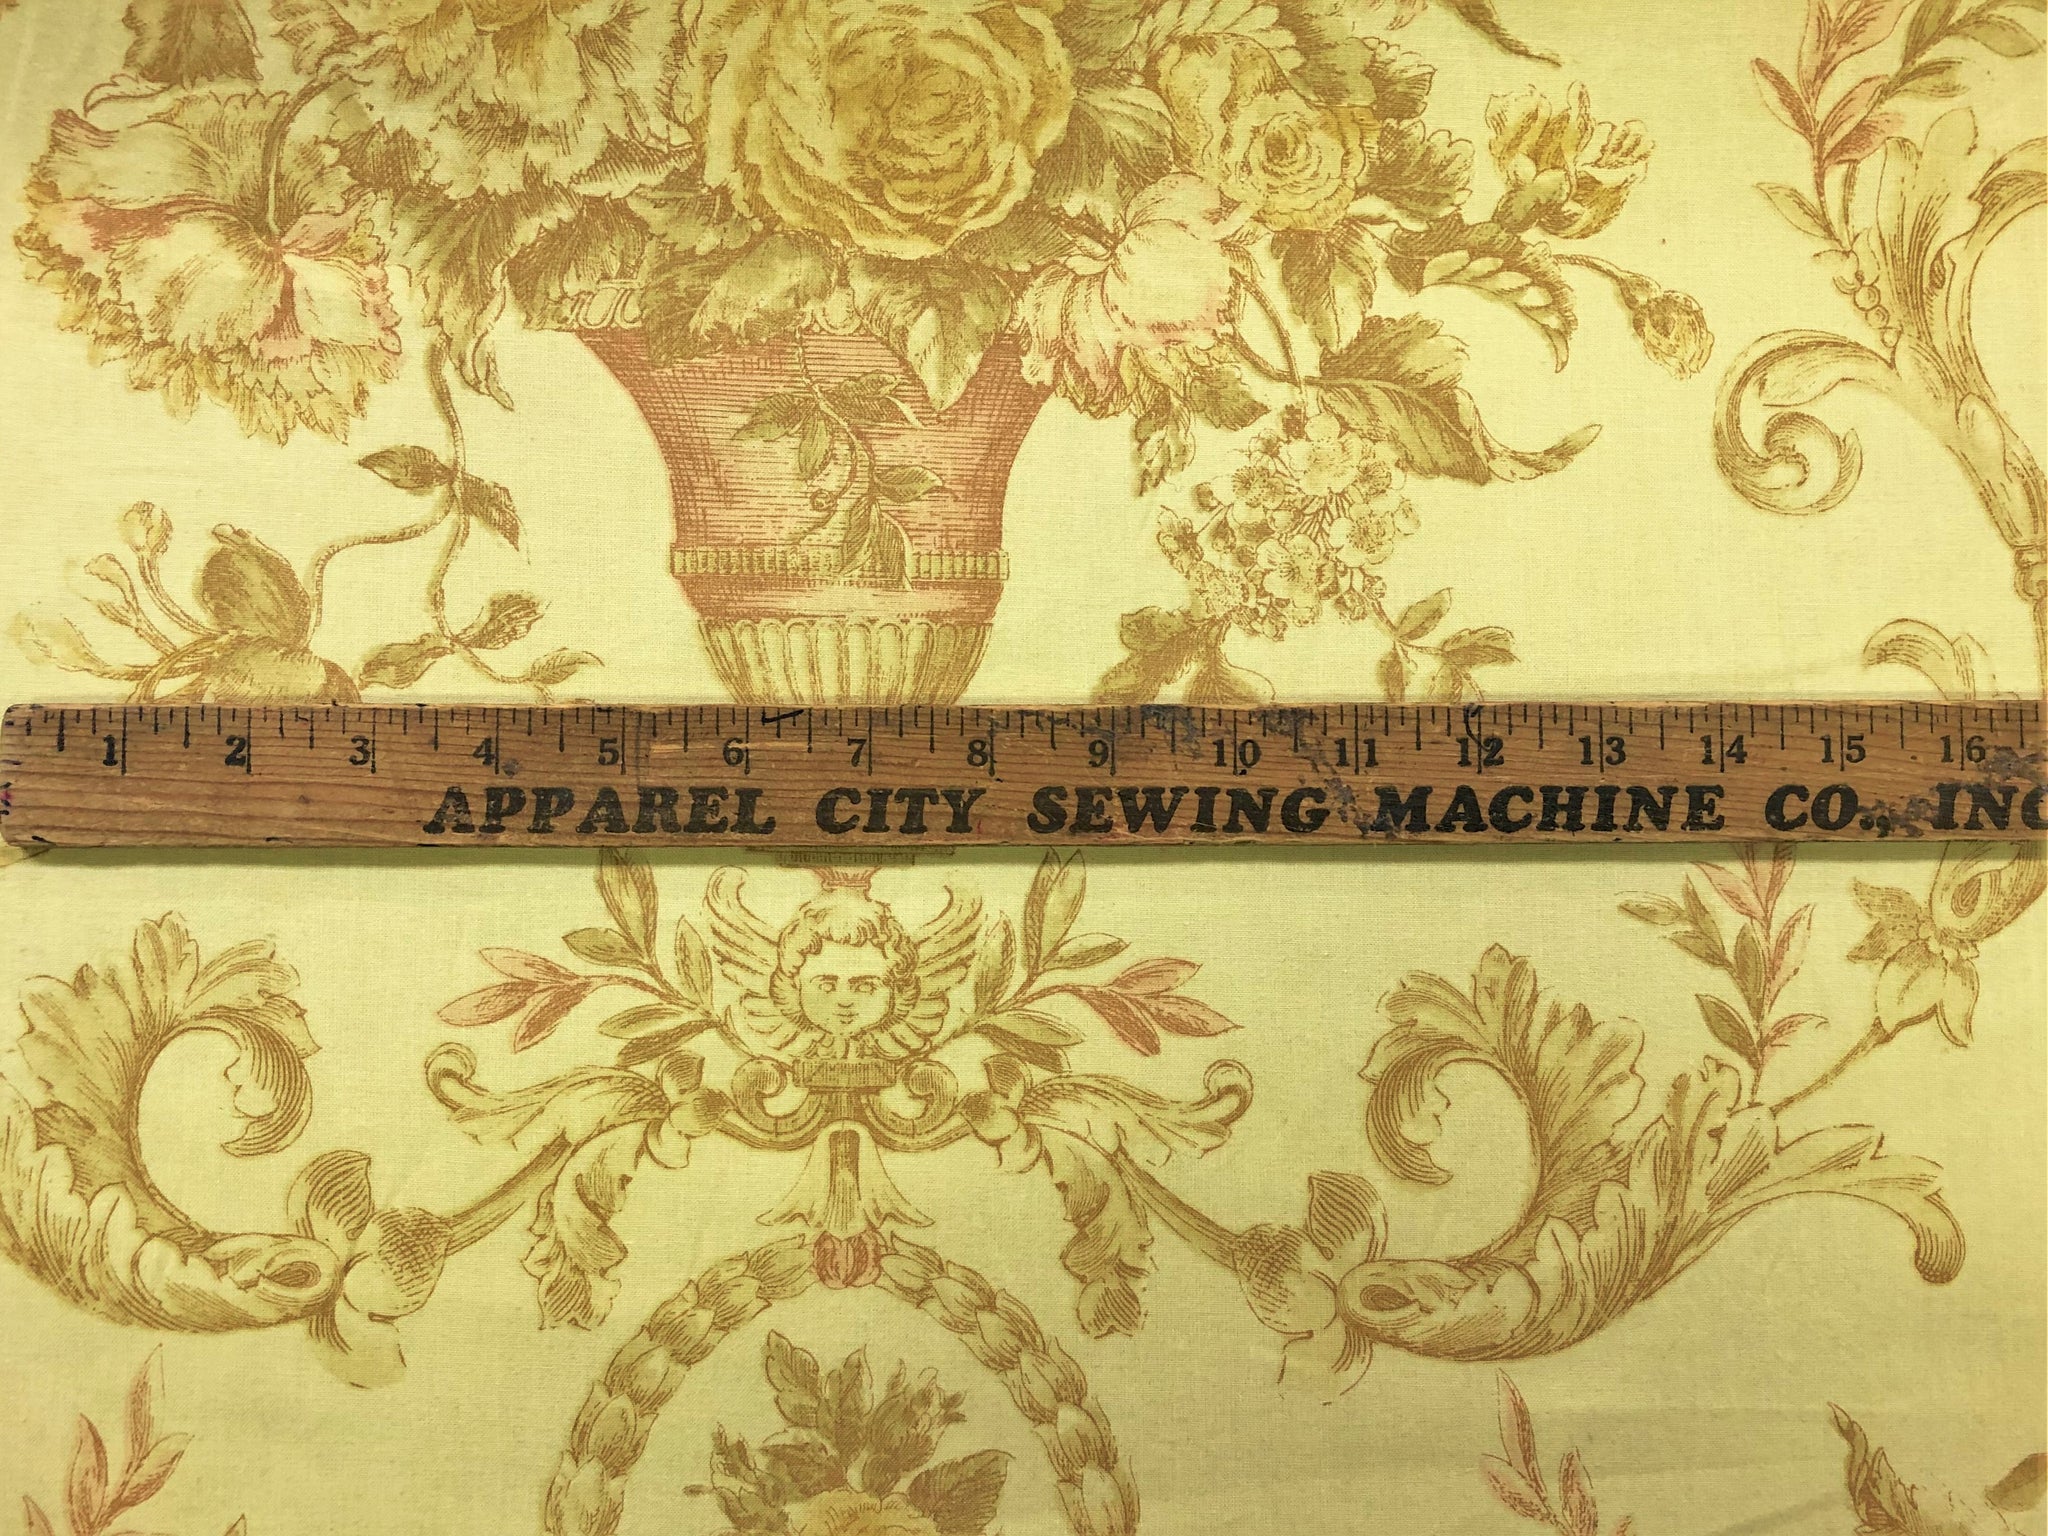 1 2 3 4 5 6 7 8 9 10 11 12 13 14 15 16
APPAREL CITY SEWING MACHINE CO., INC